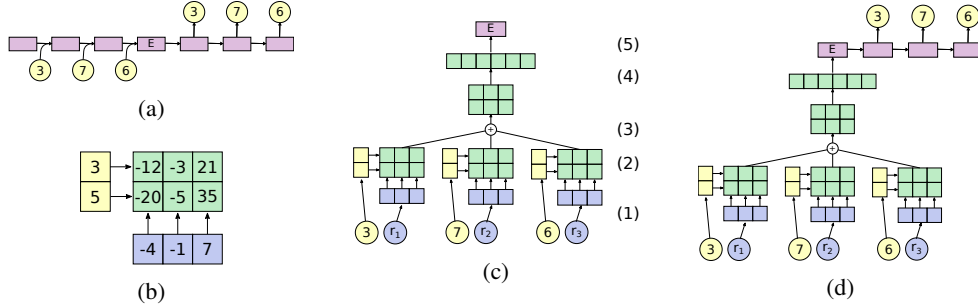 3 7 6
E
3 7 6
(a)
3 -12 -3 21
5 -20 -5 35
-4 -1 7
(b)
E
(5)
(4)
(3)
(2)
(1)
3 r1 7 r2 6 r3
(c)
3 7 6
E
3 r1 7 r2 6 r3
(d)